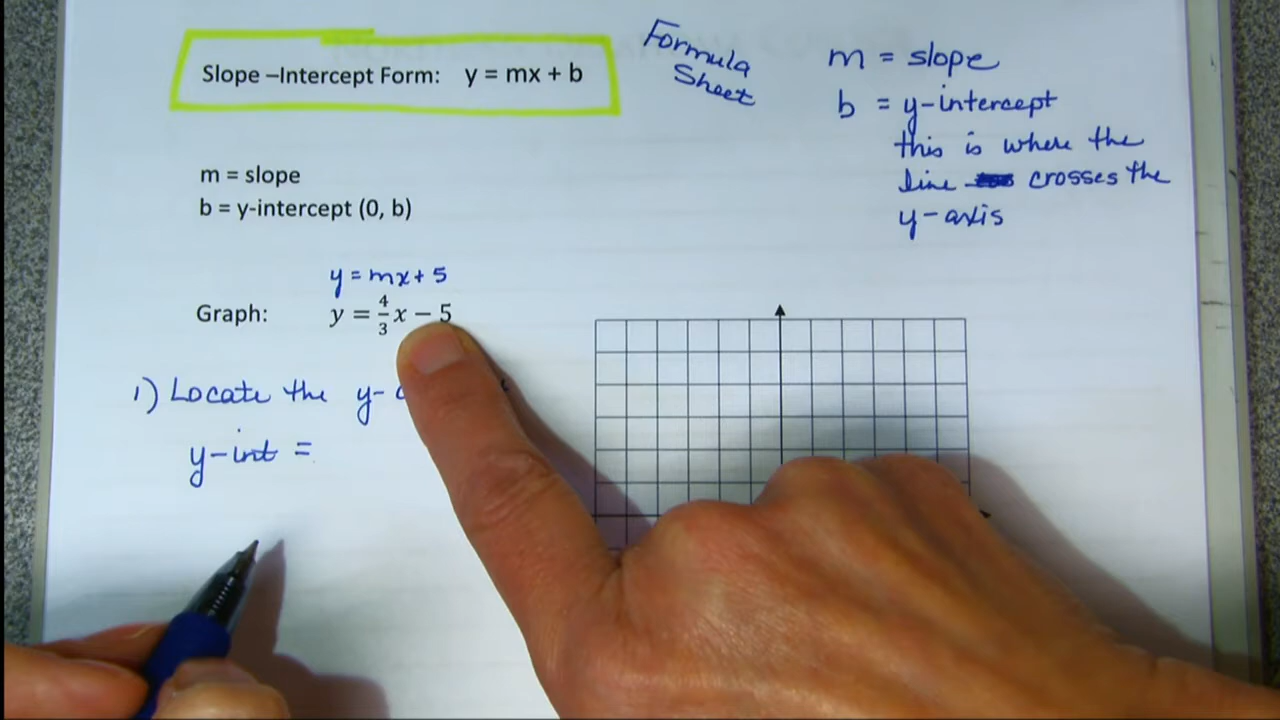 Slope –Intercept Form: y = mx + b
Formula
Sheet
m = slope
b = y-intercept
this is where the
line crosses the
y-axis
m = slope
b = y-intercept (0, b)
y = mx + 5
Graph: y = 4/3 x − 5
1) Locate the y-
y-int =